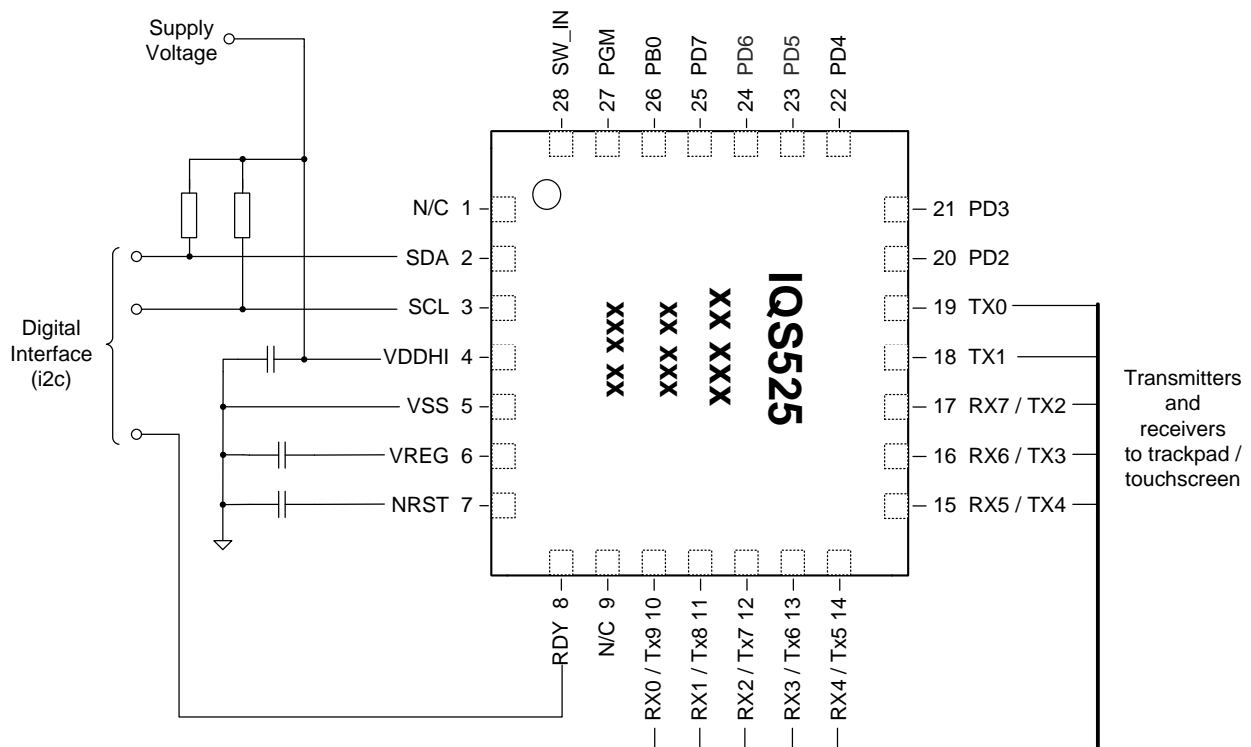 Supply
Voltage
28 SW_IN
27 PGM
26 PB0
25 PD7
24 PD6
23 PD5
22 PD4
N/C 1
SDA 2
SCL 3
VDDHI 4
VSS 5
VREG 6
NRST 7
Digital
Interface
(i2c)
IQS525
xx xxx
xxx xx
xx xxx
21 PD3
20 PD2
19 TX0
18 TX1
17 RX7 / TX2
16 RX6 / TX3
15 RX5 / TX4
Transmitters
and
receivers
to trackpad /
touchscreen
RDY 8
N/C 9
RX0 / Tx9 10
RX1 / Tx8 11
RX2 / Tx7 12
RX3 / Tx6 13
RX4 / Tx5 14